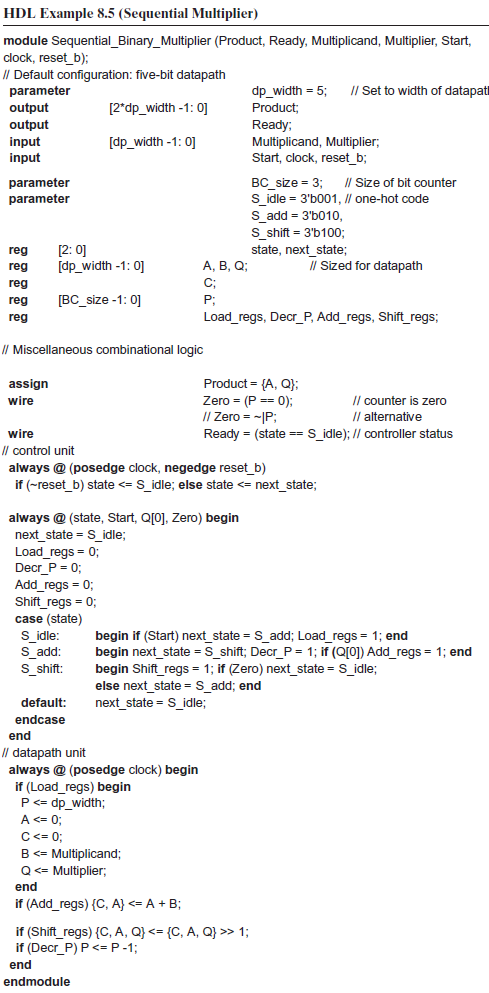 HDL Example 8.5 (Sequential Multiplier)
module Sequential_Binary_Multiplier (Product, Ready, Multiplicand, Multiplier, Start,
clock, reset_b);
// Default configuration: five-bit datapath
parameter dp_width = 5; // Set to width of datapatl
output [2*dp_width -1: 0] Product;
output Ready;
input [dp_width -1: 0] Multiplicand, Multiplier;
input Start, clock, reset_b;
parameter BC_size = 3; // Size of bit counter
parameter S_idle = 3'b001, // one-hot code
S_add = 3'b010,
S_shift = 3'b100;
reg [2: 0] state, next_state;
reg [dp_width -1: 0] A, B, Q; // Sized for datapath
reg C;
reg [BC_size -1: 0] P;
reg Load_regs, Decr_P, Add_regs, Shift_regs;
// Miscellaneous combinational logic
assign Product = {A, Q};
wire Zero = (P == 0); // counter is zero
// Zero = ~|P; // alternative
wire Ready = (state == S_idle); // controller status
// control unit
always @ (posedge clock, negedge reset_b)
if (~reset_b) state <= S_idle; else state <= next_state;
always @ (state, Start, Q[0], Zero) begin
next_state = S_idle;
Load_regs = 0;
Decr_P = 0;
Add_regs = 0;
Shift_regs = 0;
case (state)
S_idle: begin if (Start) next_state = S_add; Load_regs = 1; end
S_add: begin next_state = S_shift; Decr_P = 1; if (Q[0]) Add_regs = 1; end
S_shift: begin Shift_regs = 1; if (Zero) next_state = S_idle;
else next_state = S_add; end
default: next_state = S_idle;
endcase
end
// datapath unit
always @ (posedge clock) begin
if (Load_regs) begin
P <= dp_width;
A <= 0;
C <= 0;
B <= Multiplicand;
Q <= Multiplier;
end
if (Add_regs) {C, A} <= A + B;
if (Shift_regs) {C, A, Q} <= {C, A, Q} >> 1;
if (Decr_P) P <= P -1;
end
endmodule